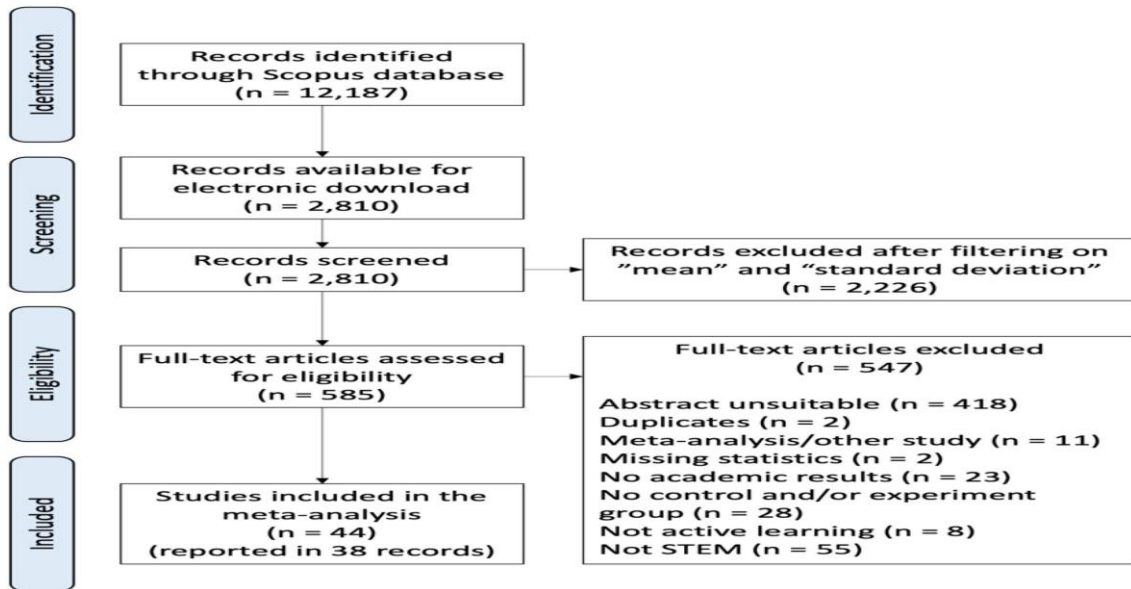 Identification
Records identified
through Scopus database
(n = 12,187)
Screening
Records available for
electronic download
(n = 2,810)
Records screened
(n = 2,810)
Records excluded after filtering on
”mean” and “standard deviation”
(n = 2,226)
Eligibility
Full-text articles assessed
for eligibility
(n = 585)
Full-text articles excluded
(n = 547)
Abstract unsuitable (n = 418)
Duplicates (n = 2)
Meta-analysis/other study (n = 11)
Missing statistics (n = 2)
No academic results (n = 23)
No control and/or experiment
group (n = 28)
Not active learning (n = 8)
Not STEM (n = 55)
Included
Studies included in the
meta-analysis
(n = 44)
(reported in 38 records)